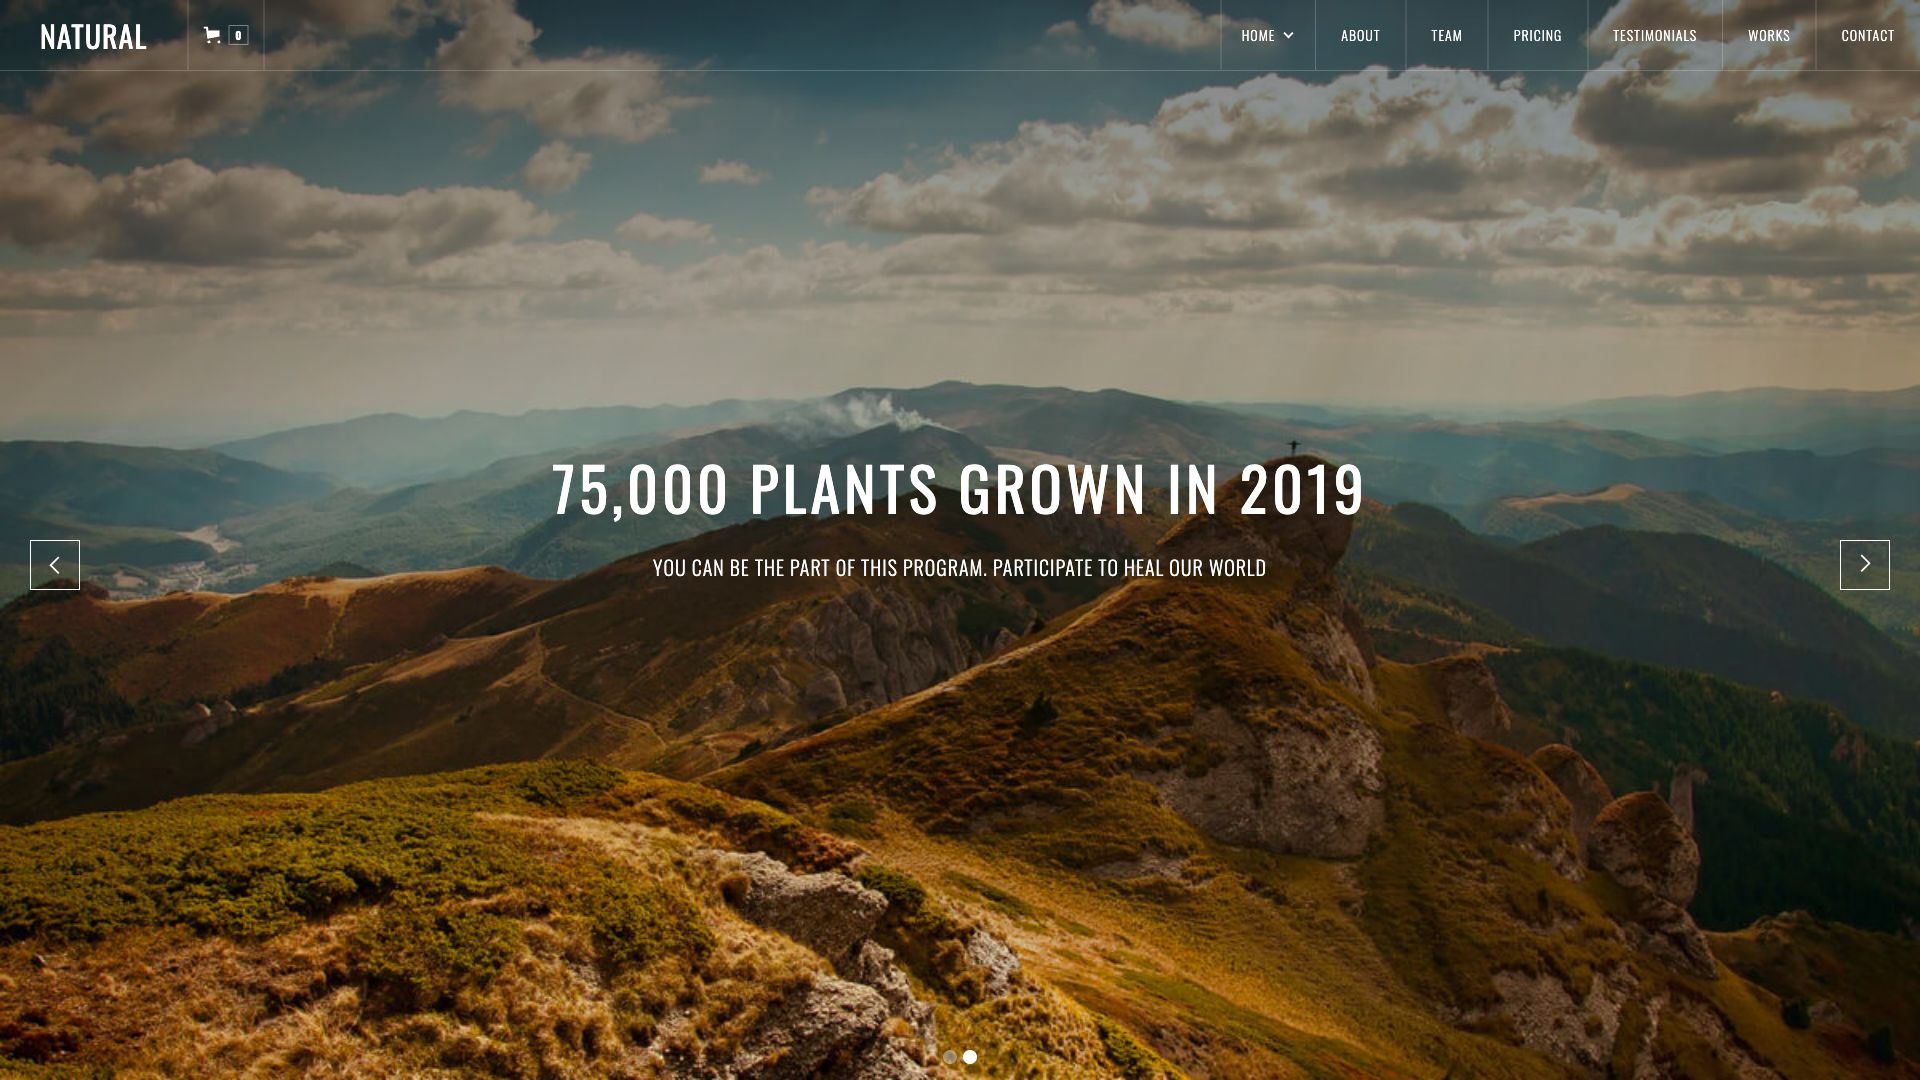 NATURAL
0
HOME
ABOUT
TEAM
PRICING
TESTIMONIALS
WORKS
CONTACT
75,000 PLANTS GROWN IN 2019
YOU CAN BE THE PART OF THIS PROGRAM. PARTICIPATE TO HEAL OUR WORLD